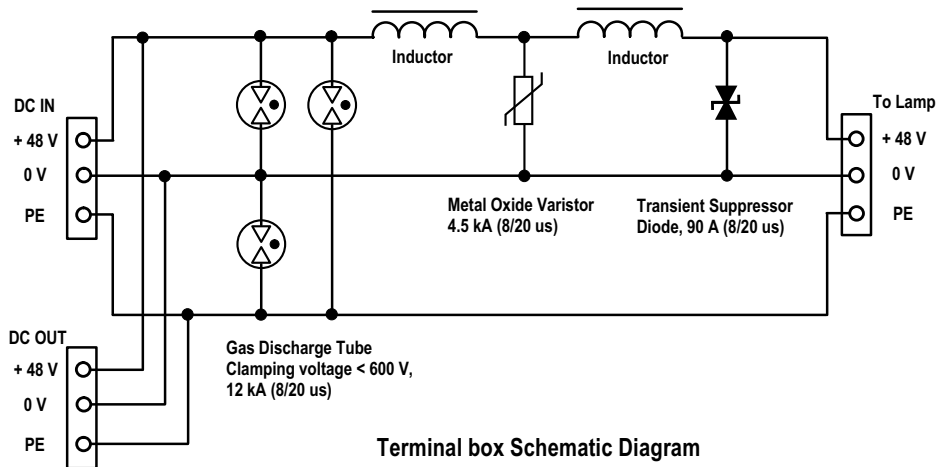 Inductor
Inductor
DC IN
+ 48 V
0 V
PE
To Lamp
+ 48 V
0 V
PE
Metal Oxide Varistor
4.5 kA (8/20 us)
Transient Suppressor
Diode, 90 A (8/20 us)
DC OUT
+ 48 V
0 V
PE
Gas Discharge Tube
Clamping voltage < 600 V,
12 kA (8/20 us)
Terminal box Schematic Diagram